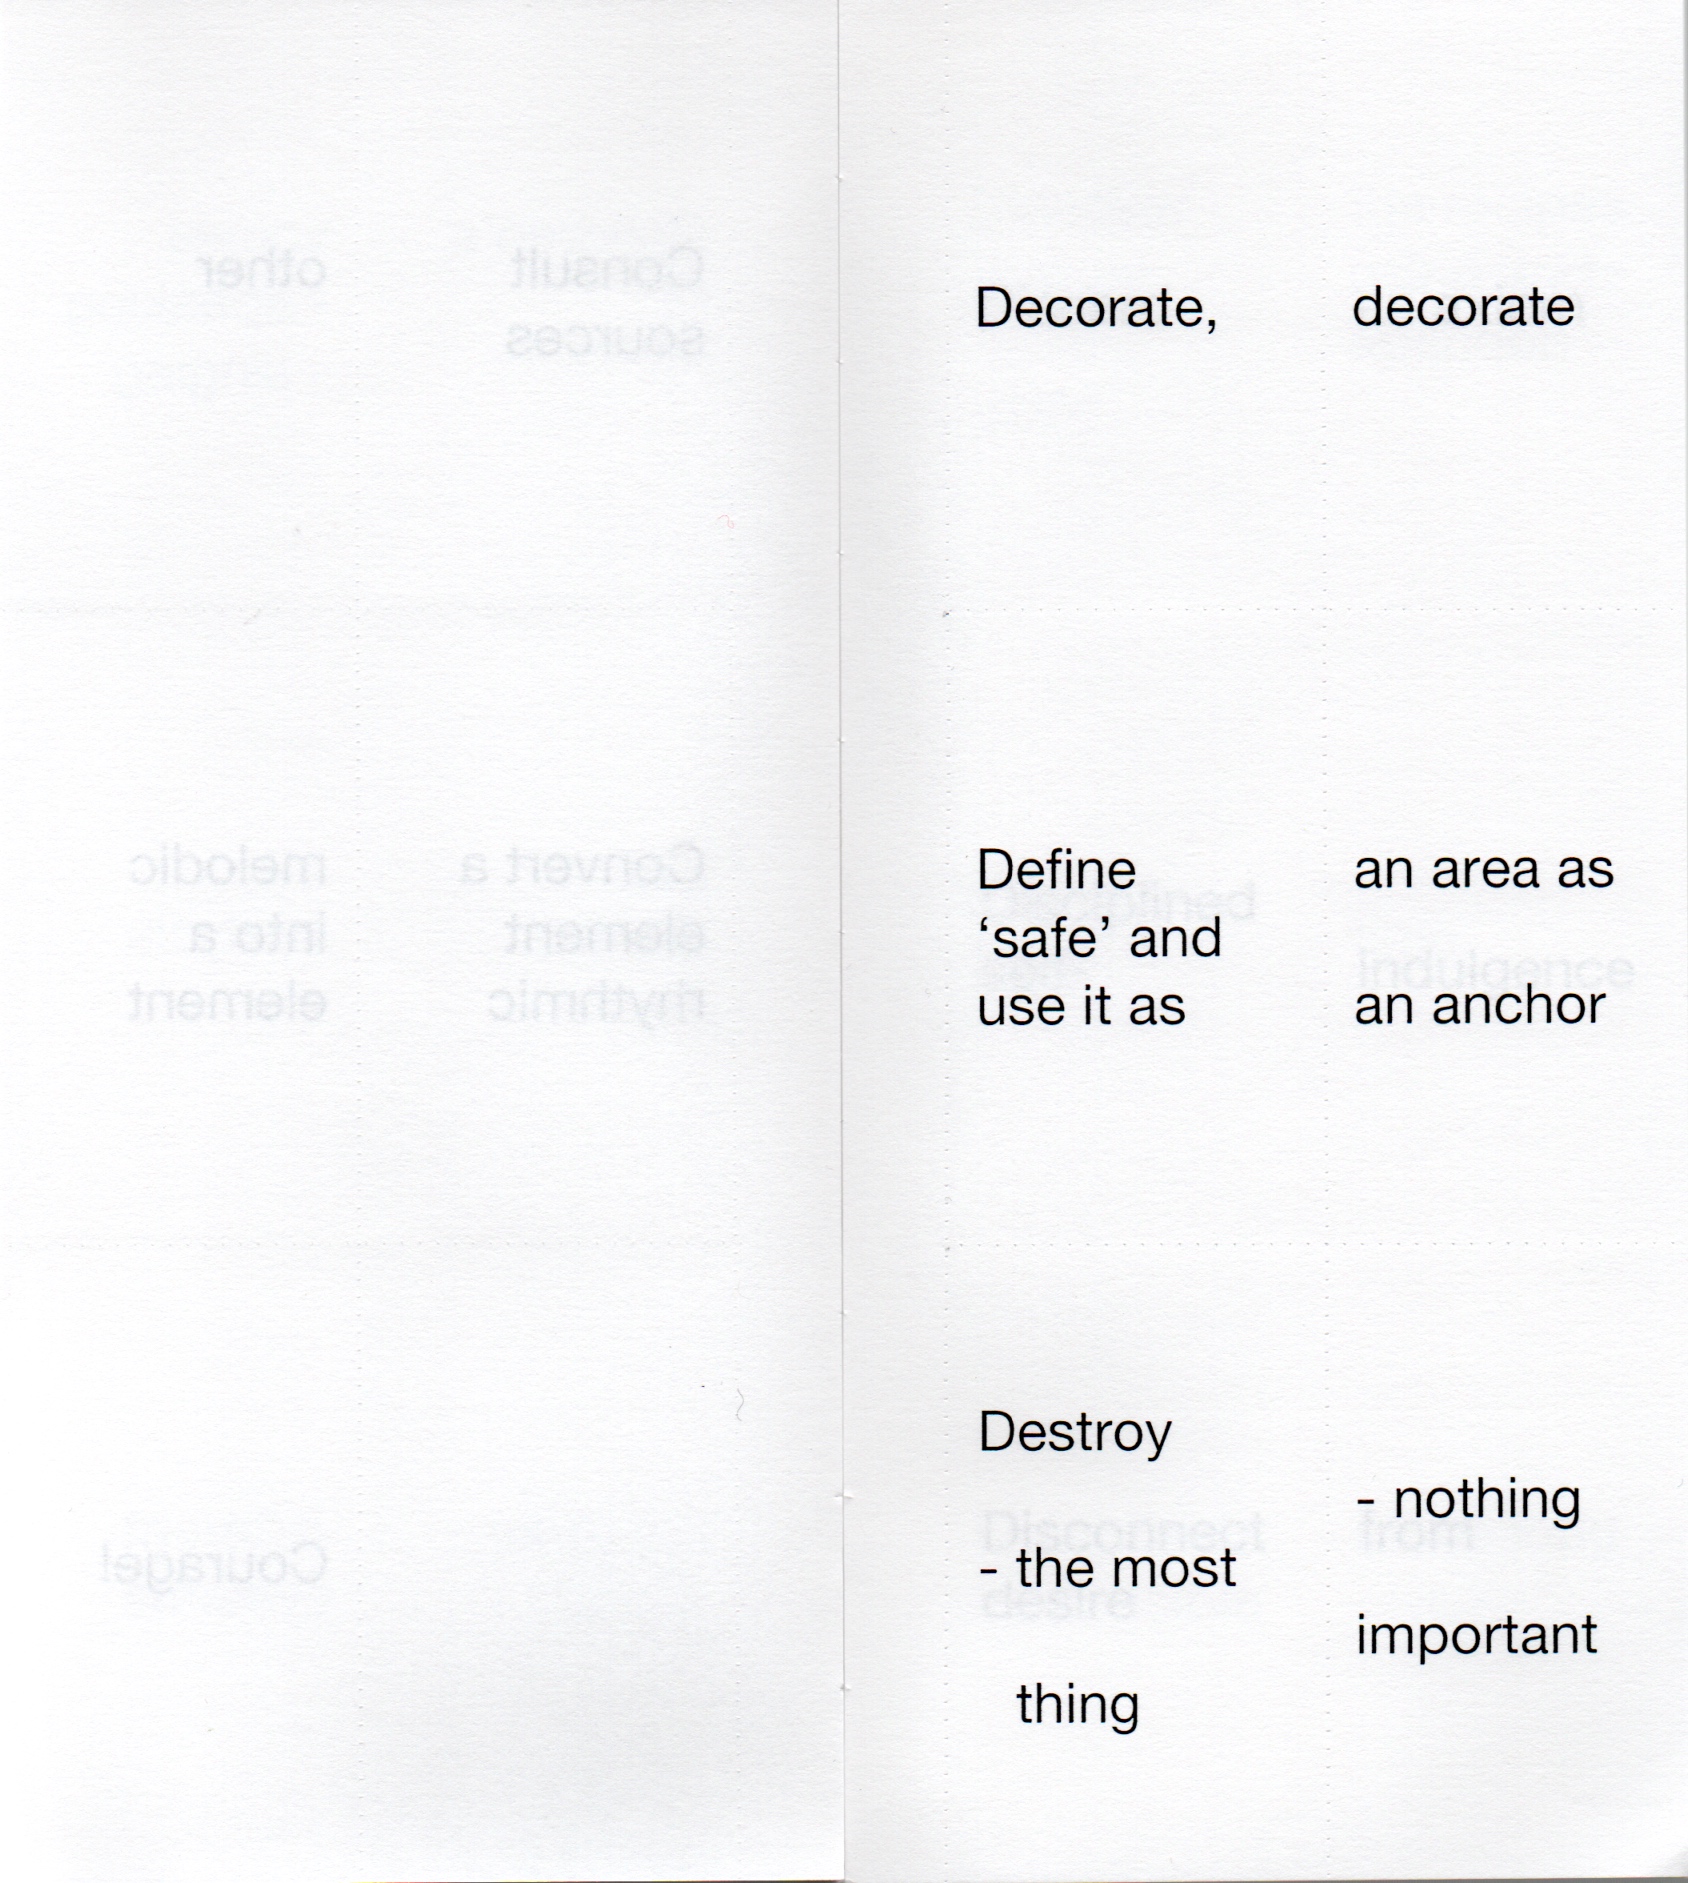 Decorate, decorate
Define an area as
‘safe’ and
use it as an anchor
Destroy
- nothing
- the most
important
thing